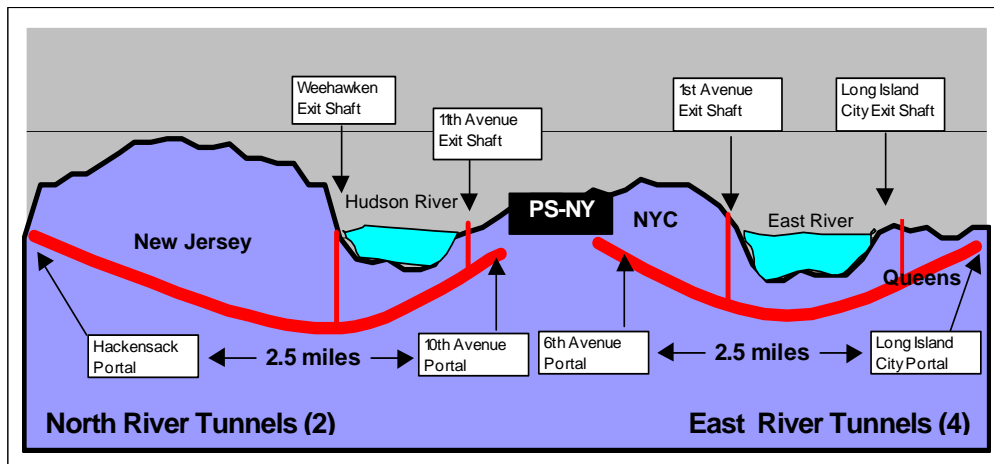 Weehawken
Exit Shaft
11th Avenue
Exit Shaft
1st Avenue
Exit Shaft
Long Island
City Exit Shaft
Hudson River
PS-NY
NYC
East River
New Jersey
Queens
Hackensack
Portal
2.5 miles
10th Avenue
Portal
6th Avenue
Portal
2.5 miles
Long Island
City Portal
North River Tunnels (2)
East River Tunnels (4)